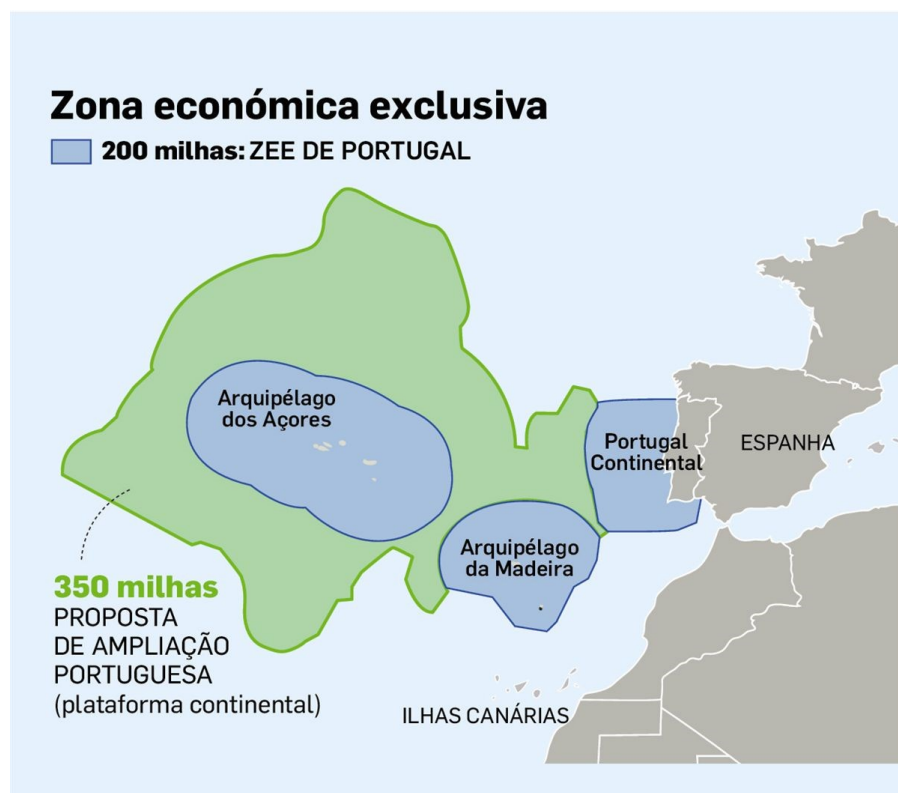 Zona económica exclusiva
200 milhas: ZEE DE PORTUGAL
Arquipélago
dos Açores
Portugal
Continental
ESPANHA
Arquipélago
da Madeira
350 milhas
PROPOSTA
DE AMPLIAÇÃO
PORTUGUESA
(plataforma continental)
ILHAS CANÁRIAS